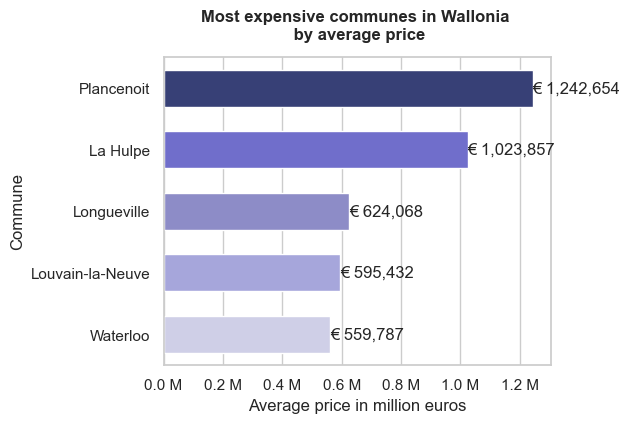 Most expensive communes in Wallonia
by average price
Commune
Plancenoit
€ 1,242,654
La Hulpe
€ 1,023,857
Longueville
€ 624,068
Louvain-la-Neuve
€ 595,432
Waterloo
€ 559,787
0.0 M 0.2 M 0.4 M 0.6 M 0.8 M 1.0 M 1.2 M
Average price in million euros